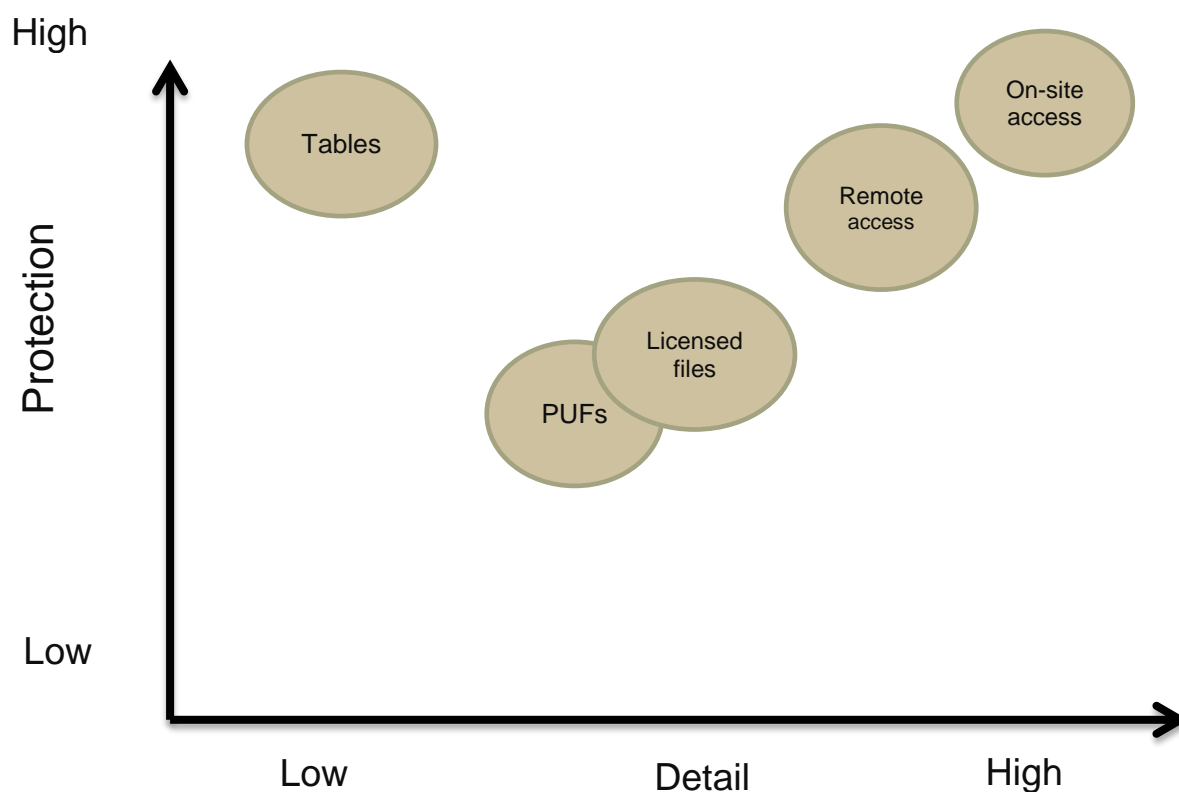 High
On-site
access
Tables
Remote
access
Protection
Licensed
files
PUFs
Low
Low
Detail
High